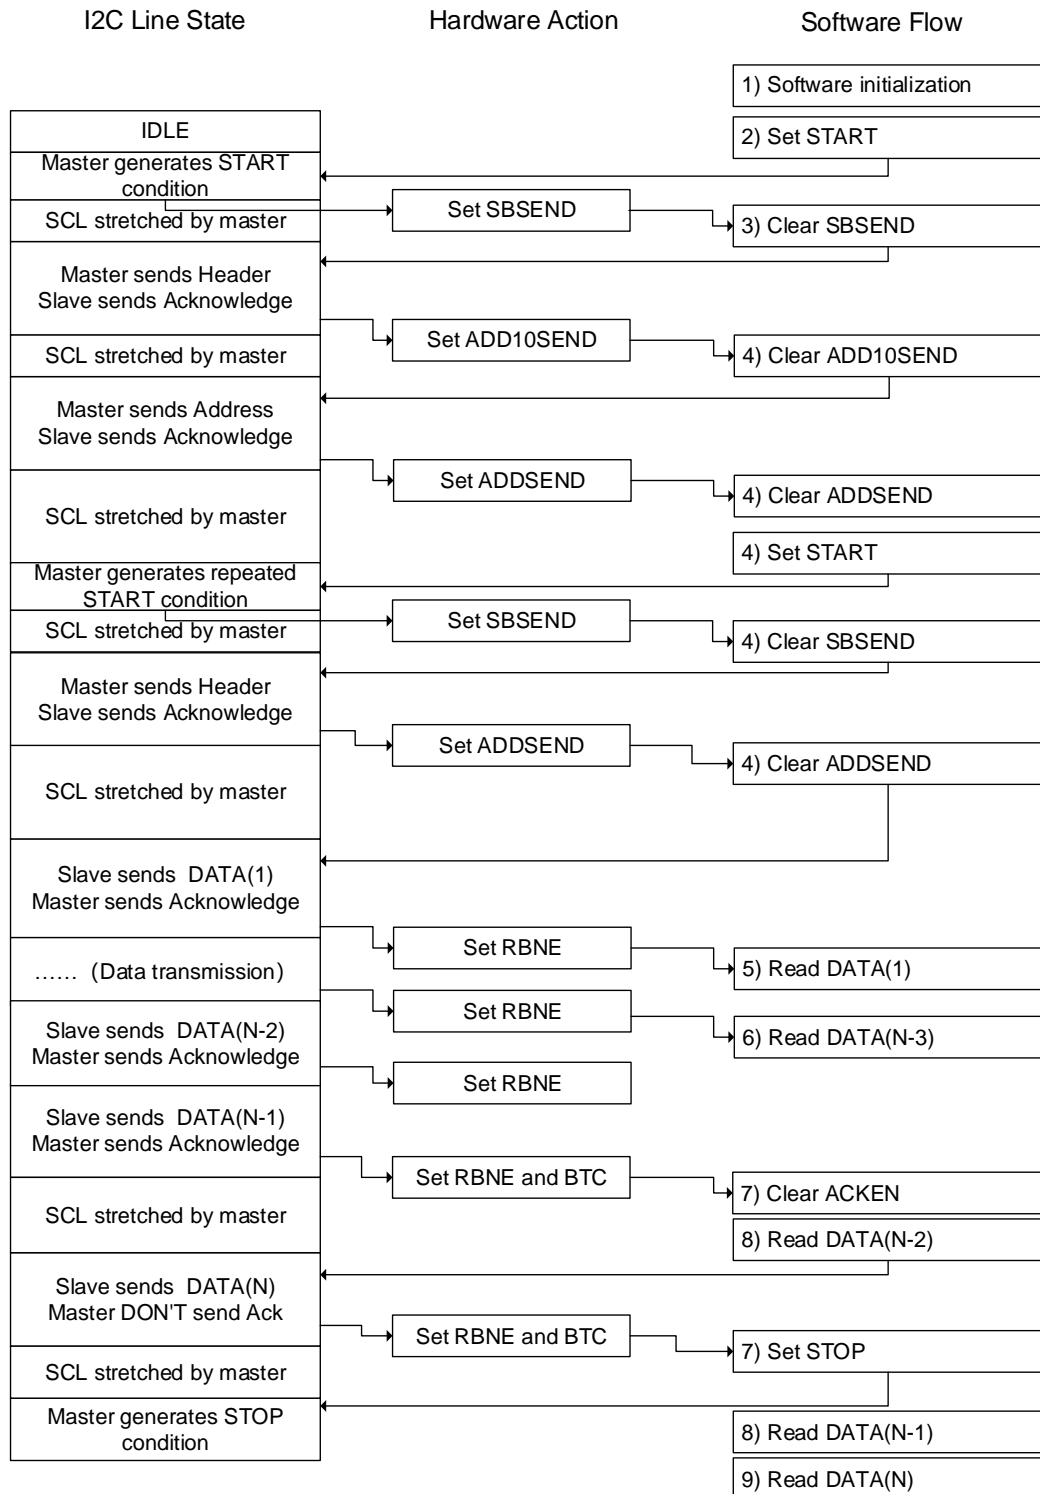 I2C Line State
Hardware Action
Software Flow
1) Software initialization
IDLE
2) Set START
Master generates START
condition
Set SBSEND
SCL stretched by master
3) Clear SBSEND
Master sends Header
Slave sends Acknowledge
Set ADD10SEND
SCL stretched by master
4) Clear ADD10SEND
Master sends Address
Slave sends Acknowledge
Set ADDSEND
4) Clear ADDSEND
SCL stretched by master
4) Set START
Master generates repeated
START condition
Set SBSEND
SCL stretched by master
4) Clear SBSEND
Master sends Header
Slave sends Acknowledge
Set ADDSEND
4) Clear ADDSEND
SCL stretched by master
Slave sends  DATA(1)
Master sends Acknowledge
Set RBNE
5) Read DATA(1)
…… (Data transmission)
Set RBNE
6) Read DATA(N-3)
Slave sends  DATA(N-2)
Master sends Acknowledge
Set RBNE
Slave sends  DATA(N-1)
Master sends Acknowledge
Set RBNE and BTC
7) Clear ACKEN
SCL stretched by master
8) Read DATA(N-2)
Slave sends  DATA(N)
Master DON'T send Ack
Set RBNE and BTC
7) Set STOP
SCL stretched by master
Master generates STOP
condition
8) Read DATA(N-1)
9) Read DATA(N)